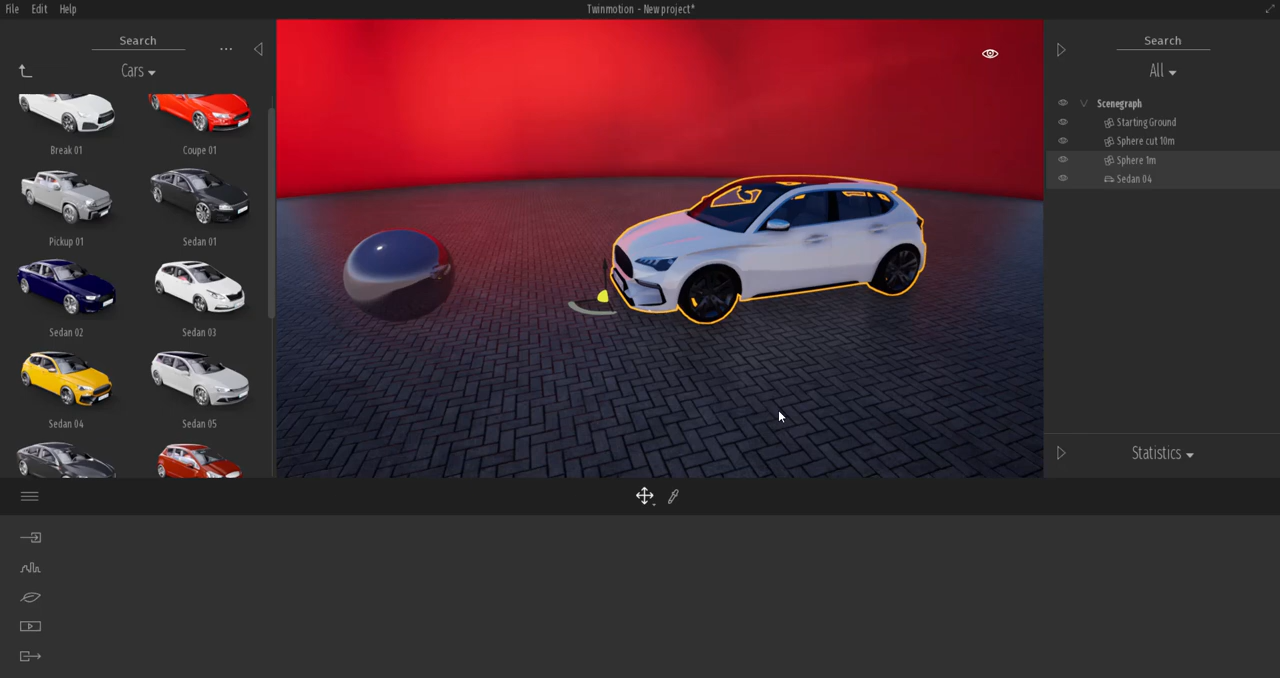 File Edit Help
Twinmotion - New project*
Search
...
Cars
Break 01
Coupe 01
Pickup 01
Sedan 01
Sedan 02
Sedan 03
Sedan 04
Sedan 05
Search
All
Scenegraph
Starting Ground
Sphere cut 10m
Sphere 1m
Sedan 04
Statistics